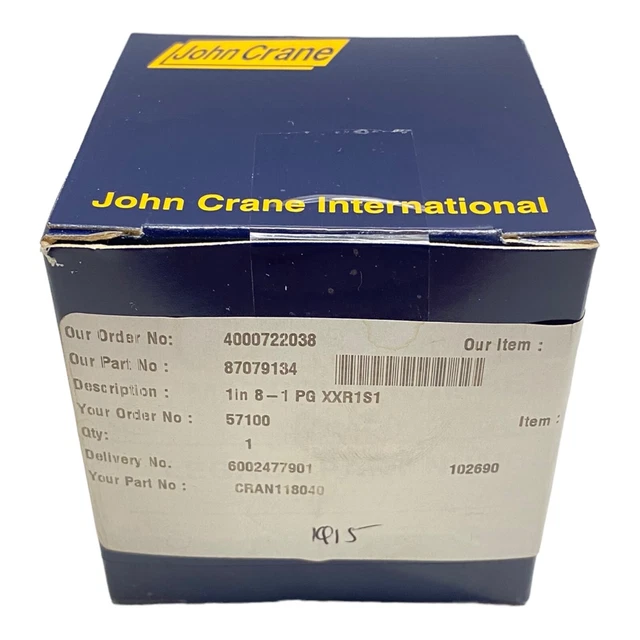 John Crane
John Crane International
Our Order No: 4000722038 Our Item :
Our Part No : 87079134
Description : 1in 8-1 PG XXR1S1
Your Order No : 57100 Item :
Qty: 1
Delivery No. 6002477901 102690
Your Part No : CRAN118040